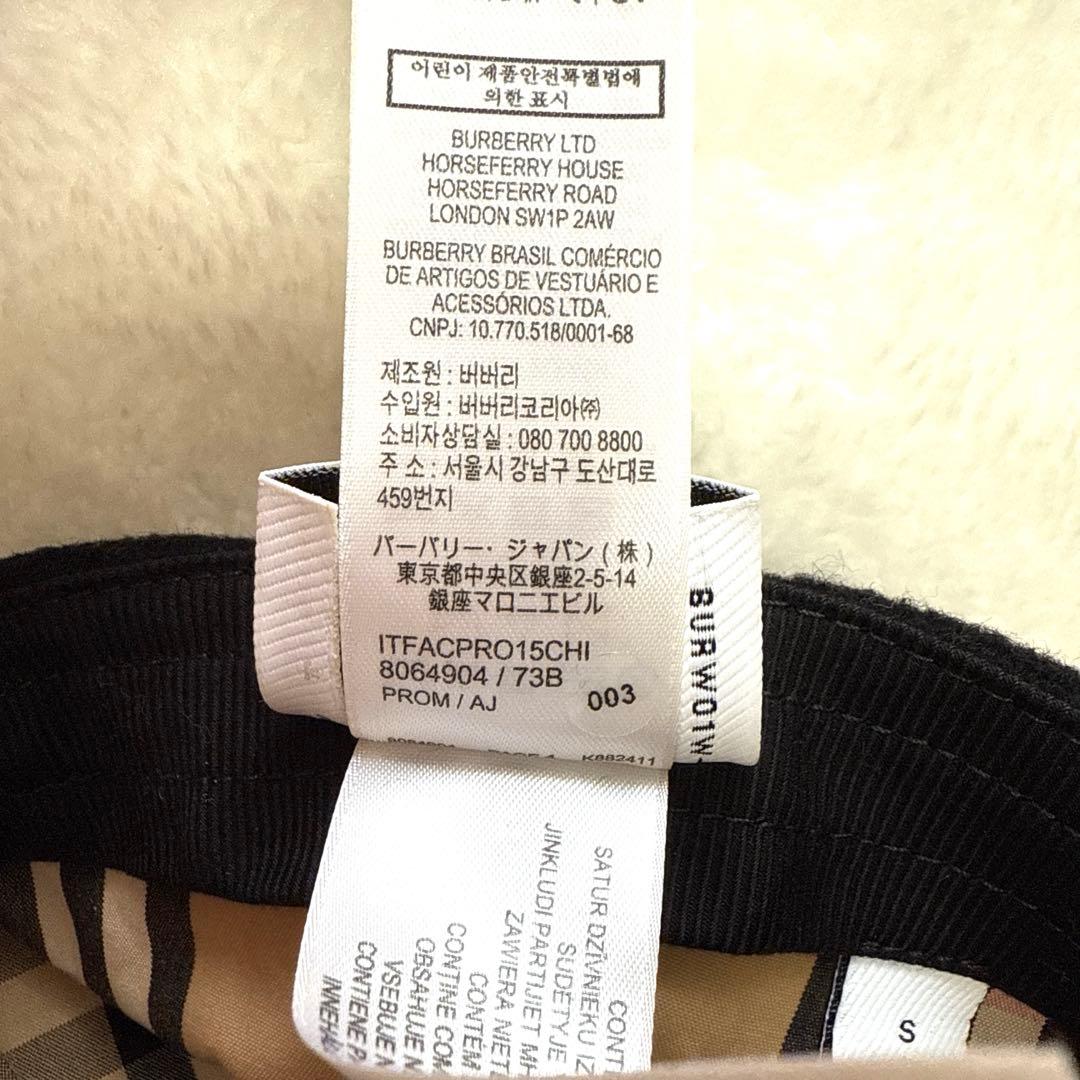 어린이 제품안전특별법에
의한 표시
BURBERRY LTD
HORSEFERRY HOUSE
HORSEFERRY ROAD
LONDON SW1P 2AW
BURBERRY BRASIL COMÉRCIO
DE ARTIGOS DE VESTUÁRIO E
ACESSÓRIOS LTDA.
CNPJ: 10.770.518/0001-68
제조원 : 버버리
수입원 : 버버리코리아㈜
소비자상담실 : 080 700 8800
주 소 : 서울시 강남구 도산대로
459번지
バーバリー・ジャパン ( 株 )
東京都中央区銀座2-5-14
銀座マロニエビル
ITFACPRO15CHI
8064904 / 73B
PROM / AJ
003
K882411
BURW01W-
CONT
SATUR DZĪVNIEKU IZ
SUDĖTYJE
JINKLUDI PARTIJIET MH
ZAWIERA NIET
CONTÉM
CONTINE COM
OBSAHUJE N
VSEBUJE N
CONTIENE P
INNEHÅ
S